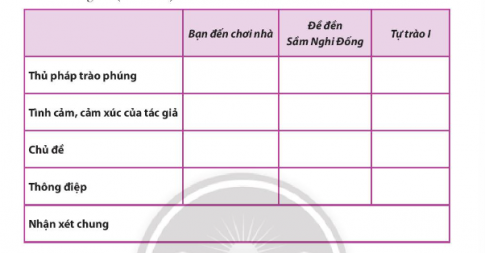 Bạn đến chơi nhà
Đề đền
Sầm Nghi Đống
Tự trào I
Thủ pháp trào phúng
Tình cảm, cảm xúc của tác giả
Chủ đề
Thông điệp
Nhận xét chung